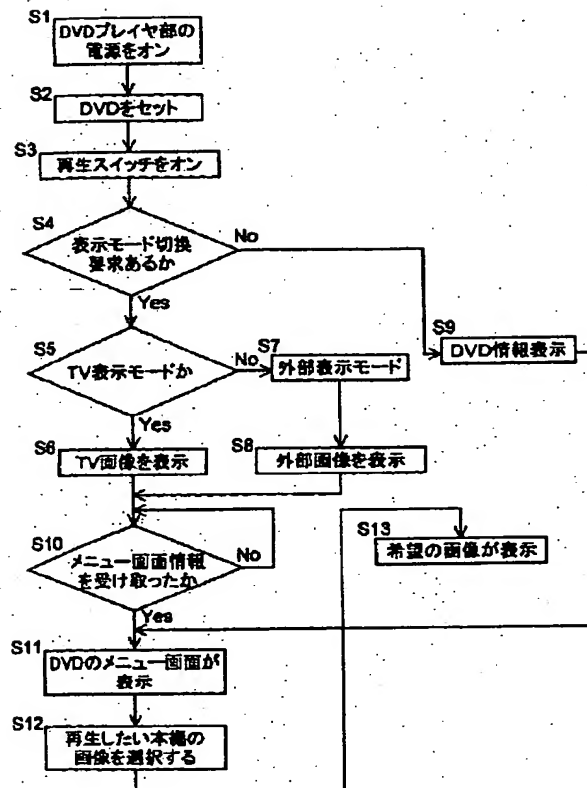 S1
DVDプレイヤ部の
電源をオン
S2
DVDをセット
S3
再生スイッチをオン
S4
表示モード切換
要求あるか
No
Yes
S5
TV表示モードか
No
Yes
S7
外部表示モード
S9
DVD情報表示
S6
TV画像を表示
S8
外部画像を表示
S10
メニュー画面情報
を受け取ったか
No
Yes
S13
希望の画像が表示
S11
DVDのメニュー画面が
表示
S12
再生したい本編の
画像を選択する